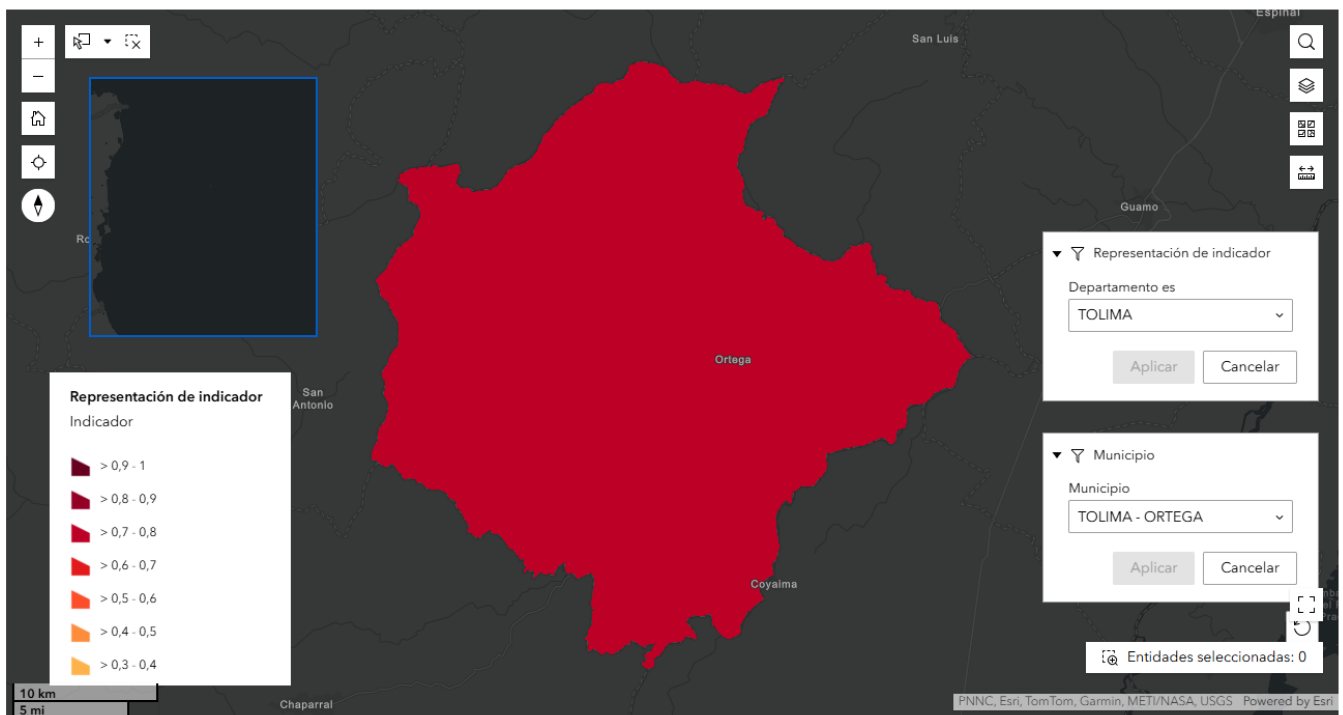 Espinal
San Luis
Guamo
Ortega
San
Antonio
Coyaima
Chaparral
Representación de indicador
Indicador
> 0,9 - 1
> 0,8 - 0,9
> 0,7 - 0,8
> 0,6 - 0,7
> 0,5 - 0,6
> 0,4 - 0,5
> 0,3 - 0,4
10 km
5 mi
Representación de indicador
Departamento es
TOLIMA
Aplicar Cancelar
Municipio
Municipio
TOLIMA - ORTEGA
Aplicar Cancelar
Entidades seleccionadas: 0
PNNC, Esri, TomTom, Garmin, METI/NASA, USGS Powered by Esri